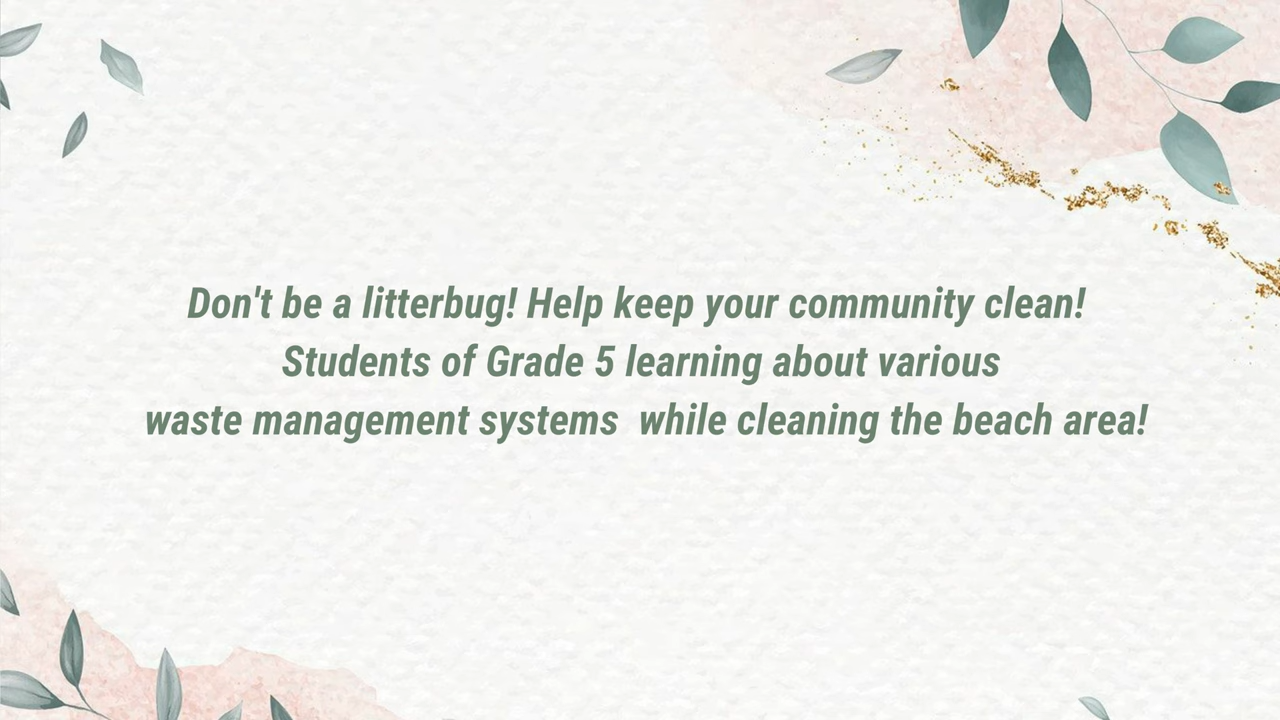 Don't be a litterbug! Help keep your community clean!
Students of Grade 5 learning about various
waste management systems  while cleaning the beach area!